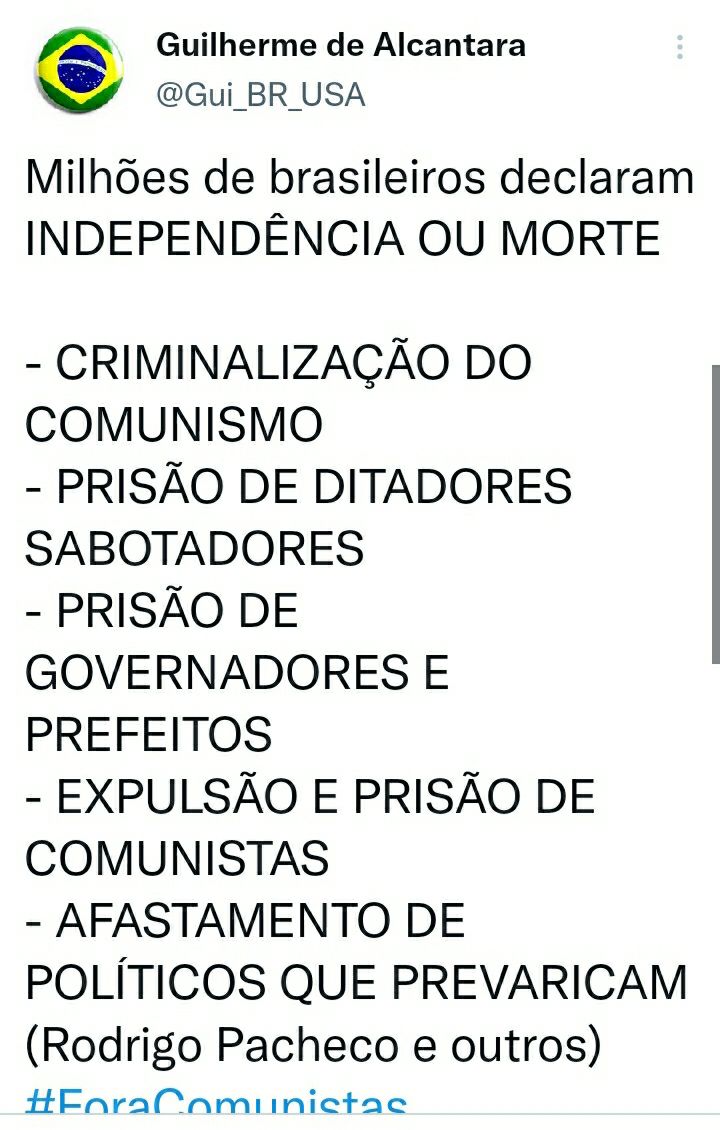 Guilherme de Alcantara
@Gui_BR_USA
Milhões de brasileiros declaram
INDEPENDÊNCIA OU MORTE
- CRIMINALIZAÇÃO DO
COMUNISMO
- PRISÃO DE DITADORES
SABOTADORES
- PRISÃO DE
GOVERNADORES E
PREFEITOS
- EXPULSÃO E PRISÃO DE
COMUNISTAS
- AFASTAMENTO DE
POLÍTICOS QUE PREVARICAM
(Rodrigo Pacheco e outros)
#ForaComunistas